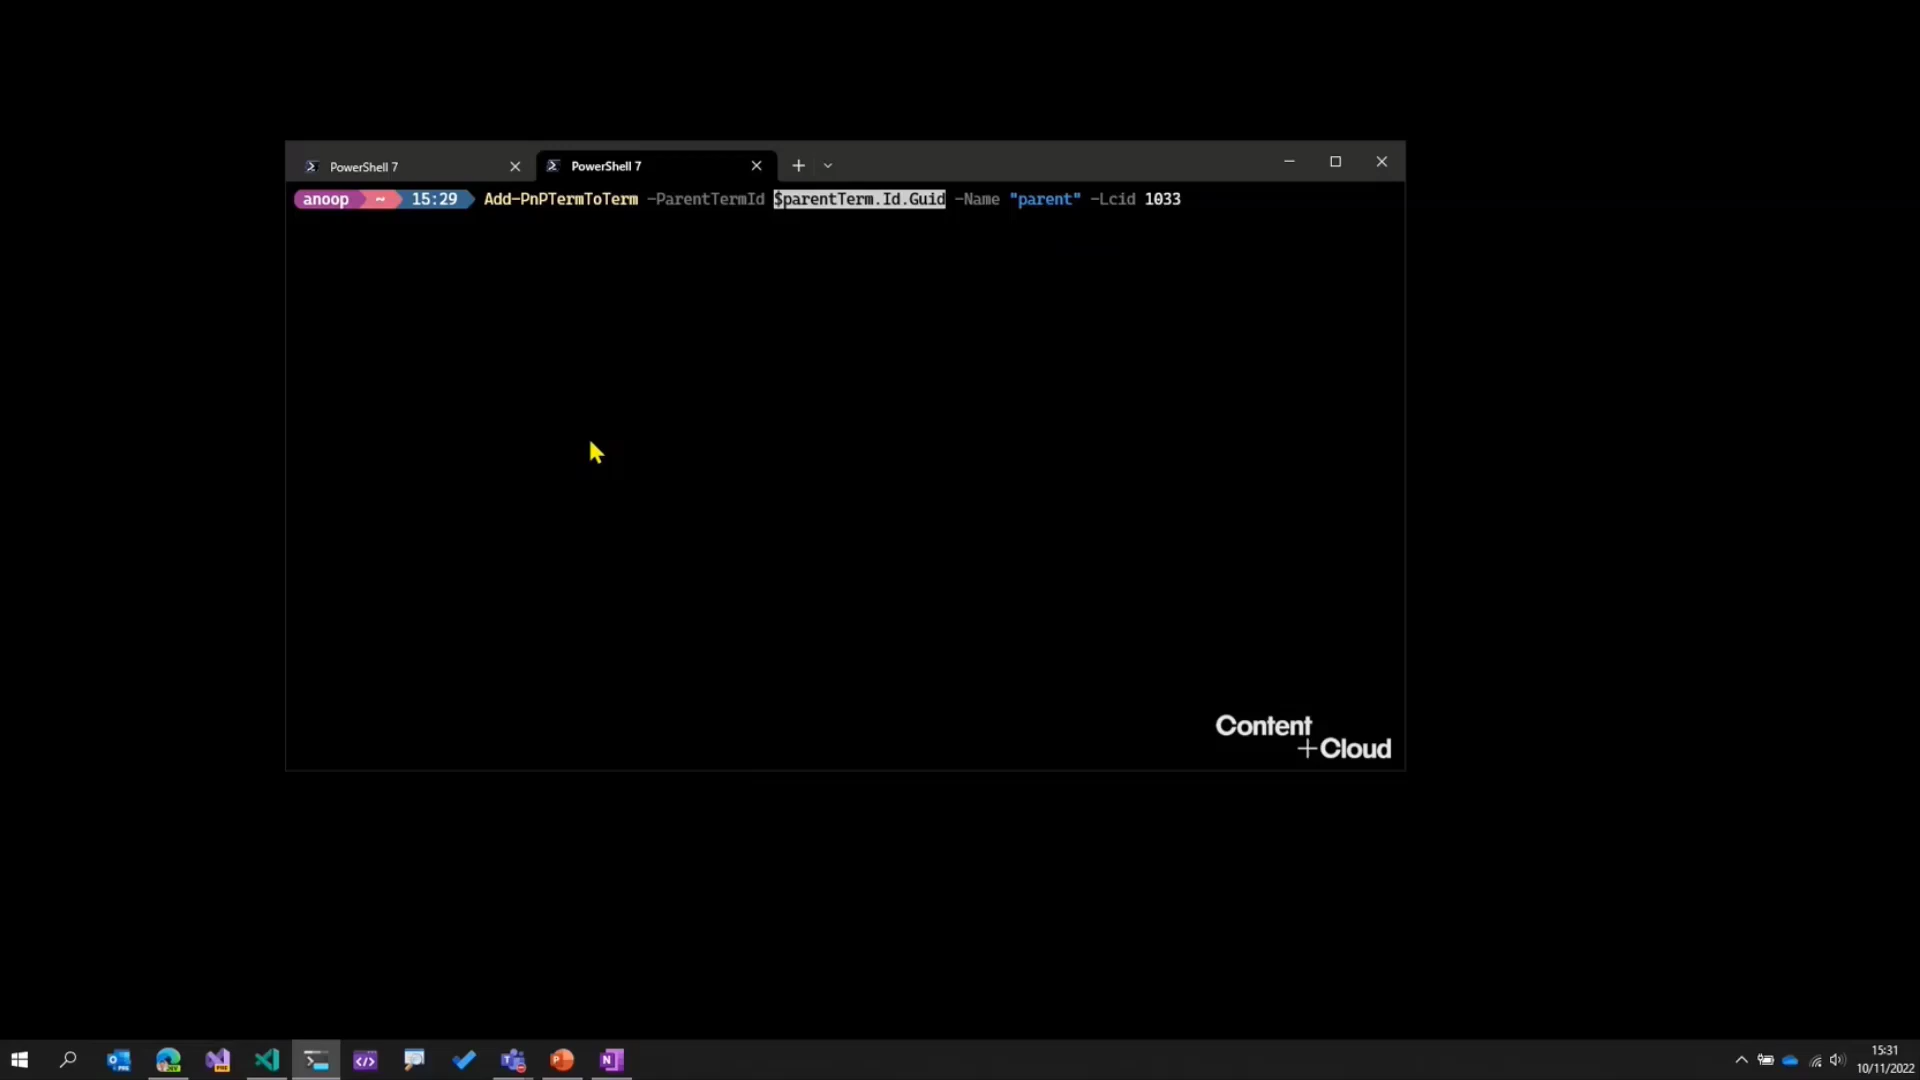 PowerShell 7
PowerShell 7
anoop ~ 15:29 Add-PnPTermToTerm -ParentTermId $parentTerm.Id.Guid -Name "parent" -Lcid 1033
Content
+Cloud
15:31
10/11/2022